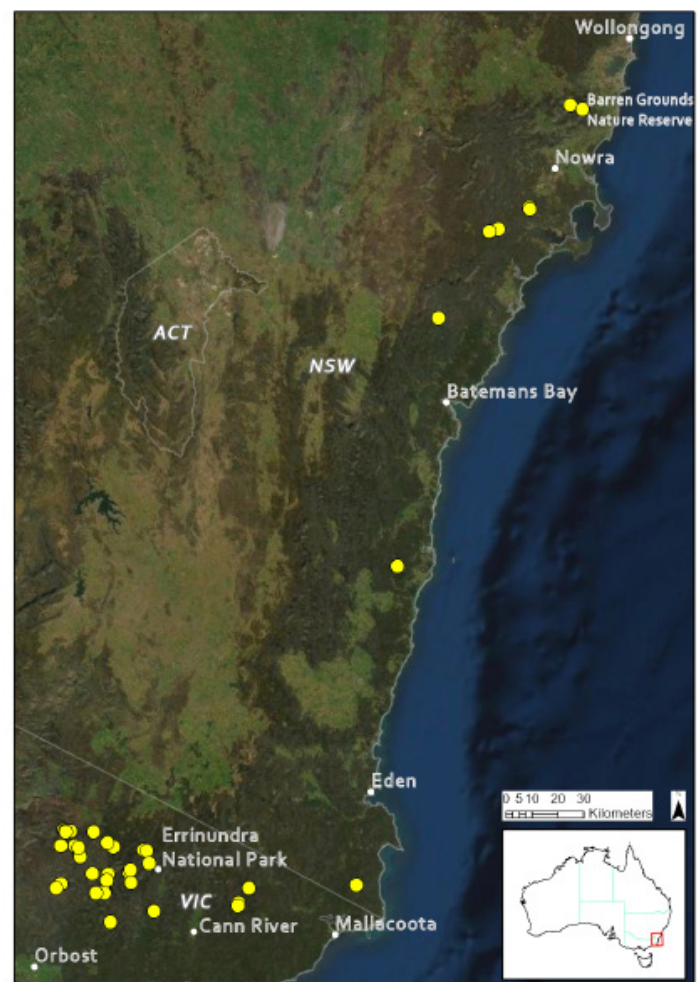 Wollongong
Barren Grounds
Nature Reserve
Nowra
ACT
NSW
Batemans Bay
Eden
0 5 10 20 30
Kilometers
N
Errinundra
National Park
VIC
Cann River
Mallacoota
Orbost